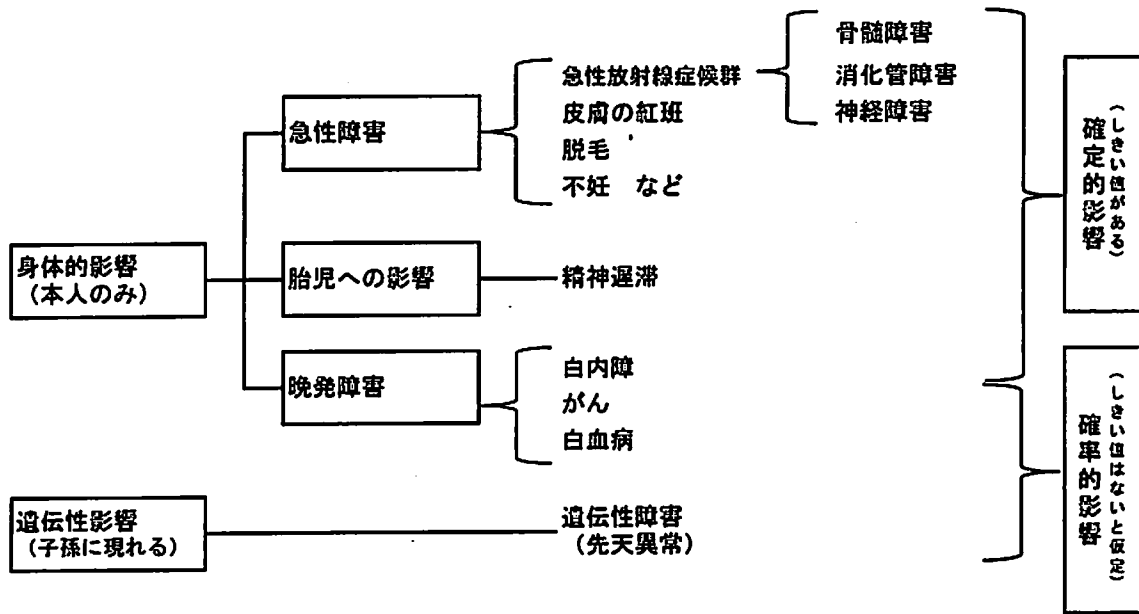 身体的影響
(本人のみ)
急性障害
急性放射線症候群
皮膚の紅班
脱毛
不妊 など
骨髄障害
消化管障害
神経障害
胎児への影響
精神遅滞
晩発障害
白内障
がん
白血病
遺伝性影響
(子孫に現れる)
遺伝性障害
(先天異常)
確定的影響
(しきい値がある)
確率的影響
(しきい値はないと仮定)